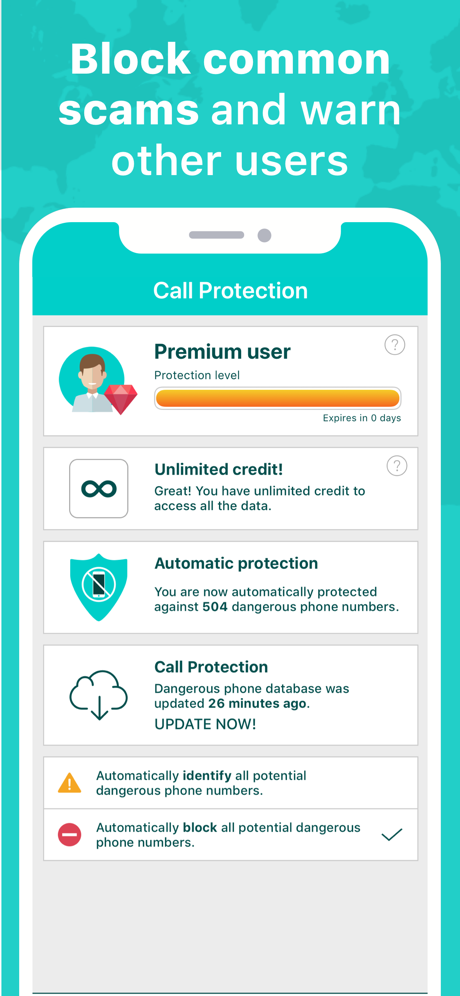 Block common
scams and warn
other users
Call Protection
Premium user
?
Protection level
Expires in 0 days
Unlimited credit!
?
Great! You have unlimited credit to
access all the data.
Automatic protection
You are now automatically protected
against 504 dangerous phone numbers.
Call Protection
Dangerous phone database was
updated 26 minutes ago.
UPDATE NOW!
Automatically identify all potential
dangerous phone numbers.
Automatically block all potential dangerous
phone numbers.